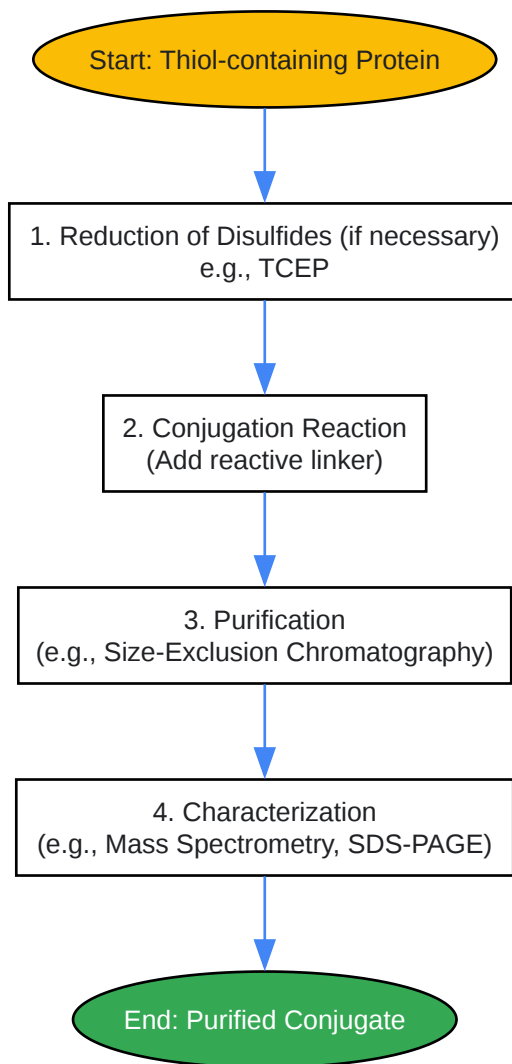 Start: Thiol-containing Protein
1. Reduction of Disulfides (if necessary)
e.g., TCEP
2. Conjugation Reaction
(Add reactive linker)
3. Purification
(e.g., Size-Exclusion Chromatography)
4. Characterization
(e.g., Mass Spectrometry, SDS-PAGE)
End: Purified Conjugate